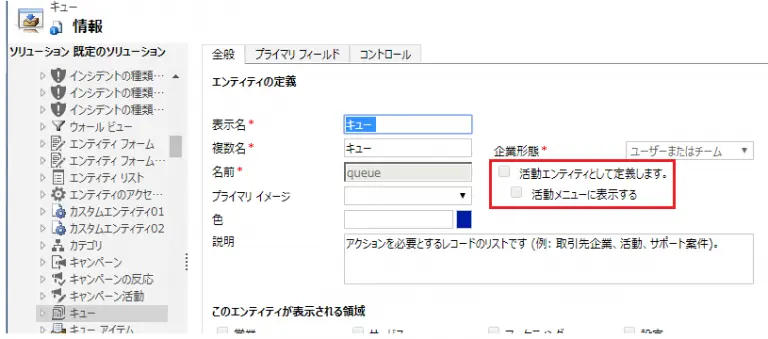 キュー
情報
ソリューション 既定のソリューション
インシデントの種類…
インシデントの種類…
インシデントの種類…
ウォール ビュー
エンティティ フォーム
エンティティ フォーム…
エンティティ リスト
エンティティのアクセ…
カスタムエンティティ01
カスタムエンティティ02
カテゴリ
キャンペーン
キャンペーンの反応
キャンペーン活動
キュー
キュー アイテム
全般
プライマリ フィールド
コントロール
エンティティの定義
表示名*
キュー
複数名*
キュー
企業形態*
ユーザーまたはチーム
名前*
queue
活動エンティティとして定義します。
プライマリ イメージ
活動メニューに表示する
色
説明
アクションを必要とするレコードのリストです (例: 取引先企業、活動、サポート案件)。
このエンティティが表示される領域